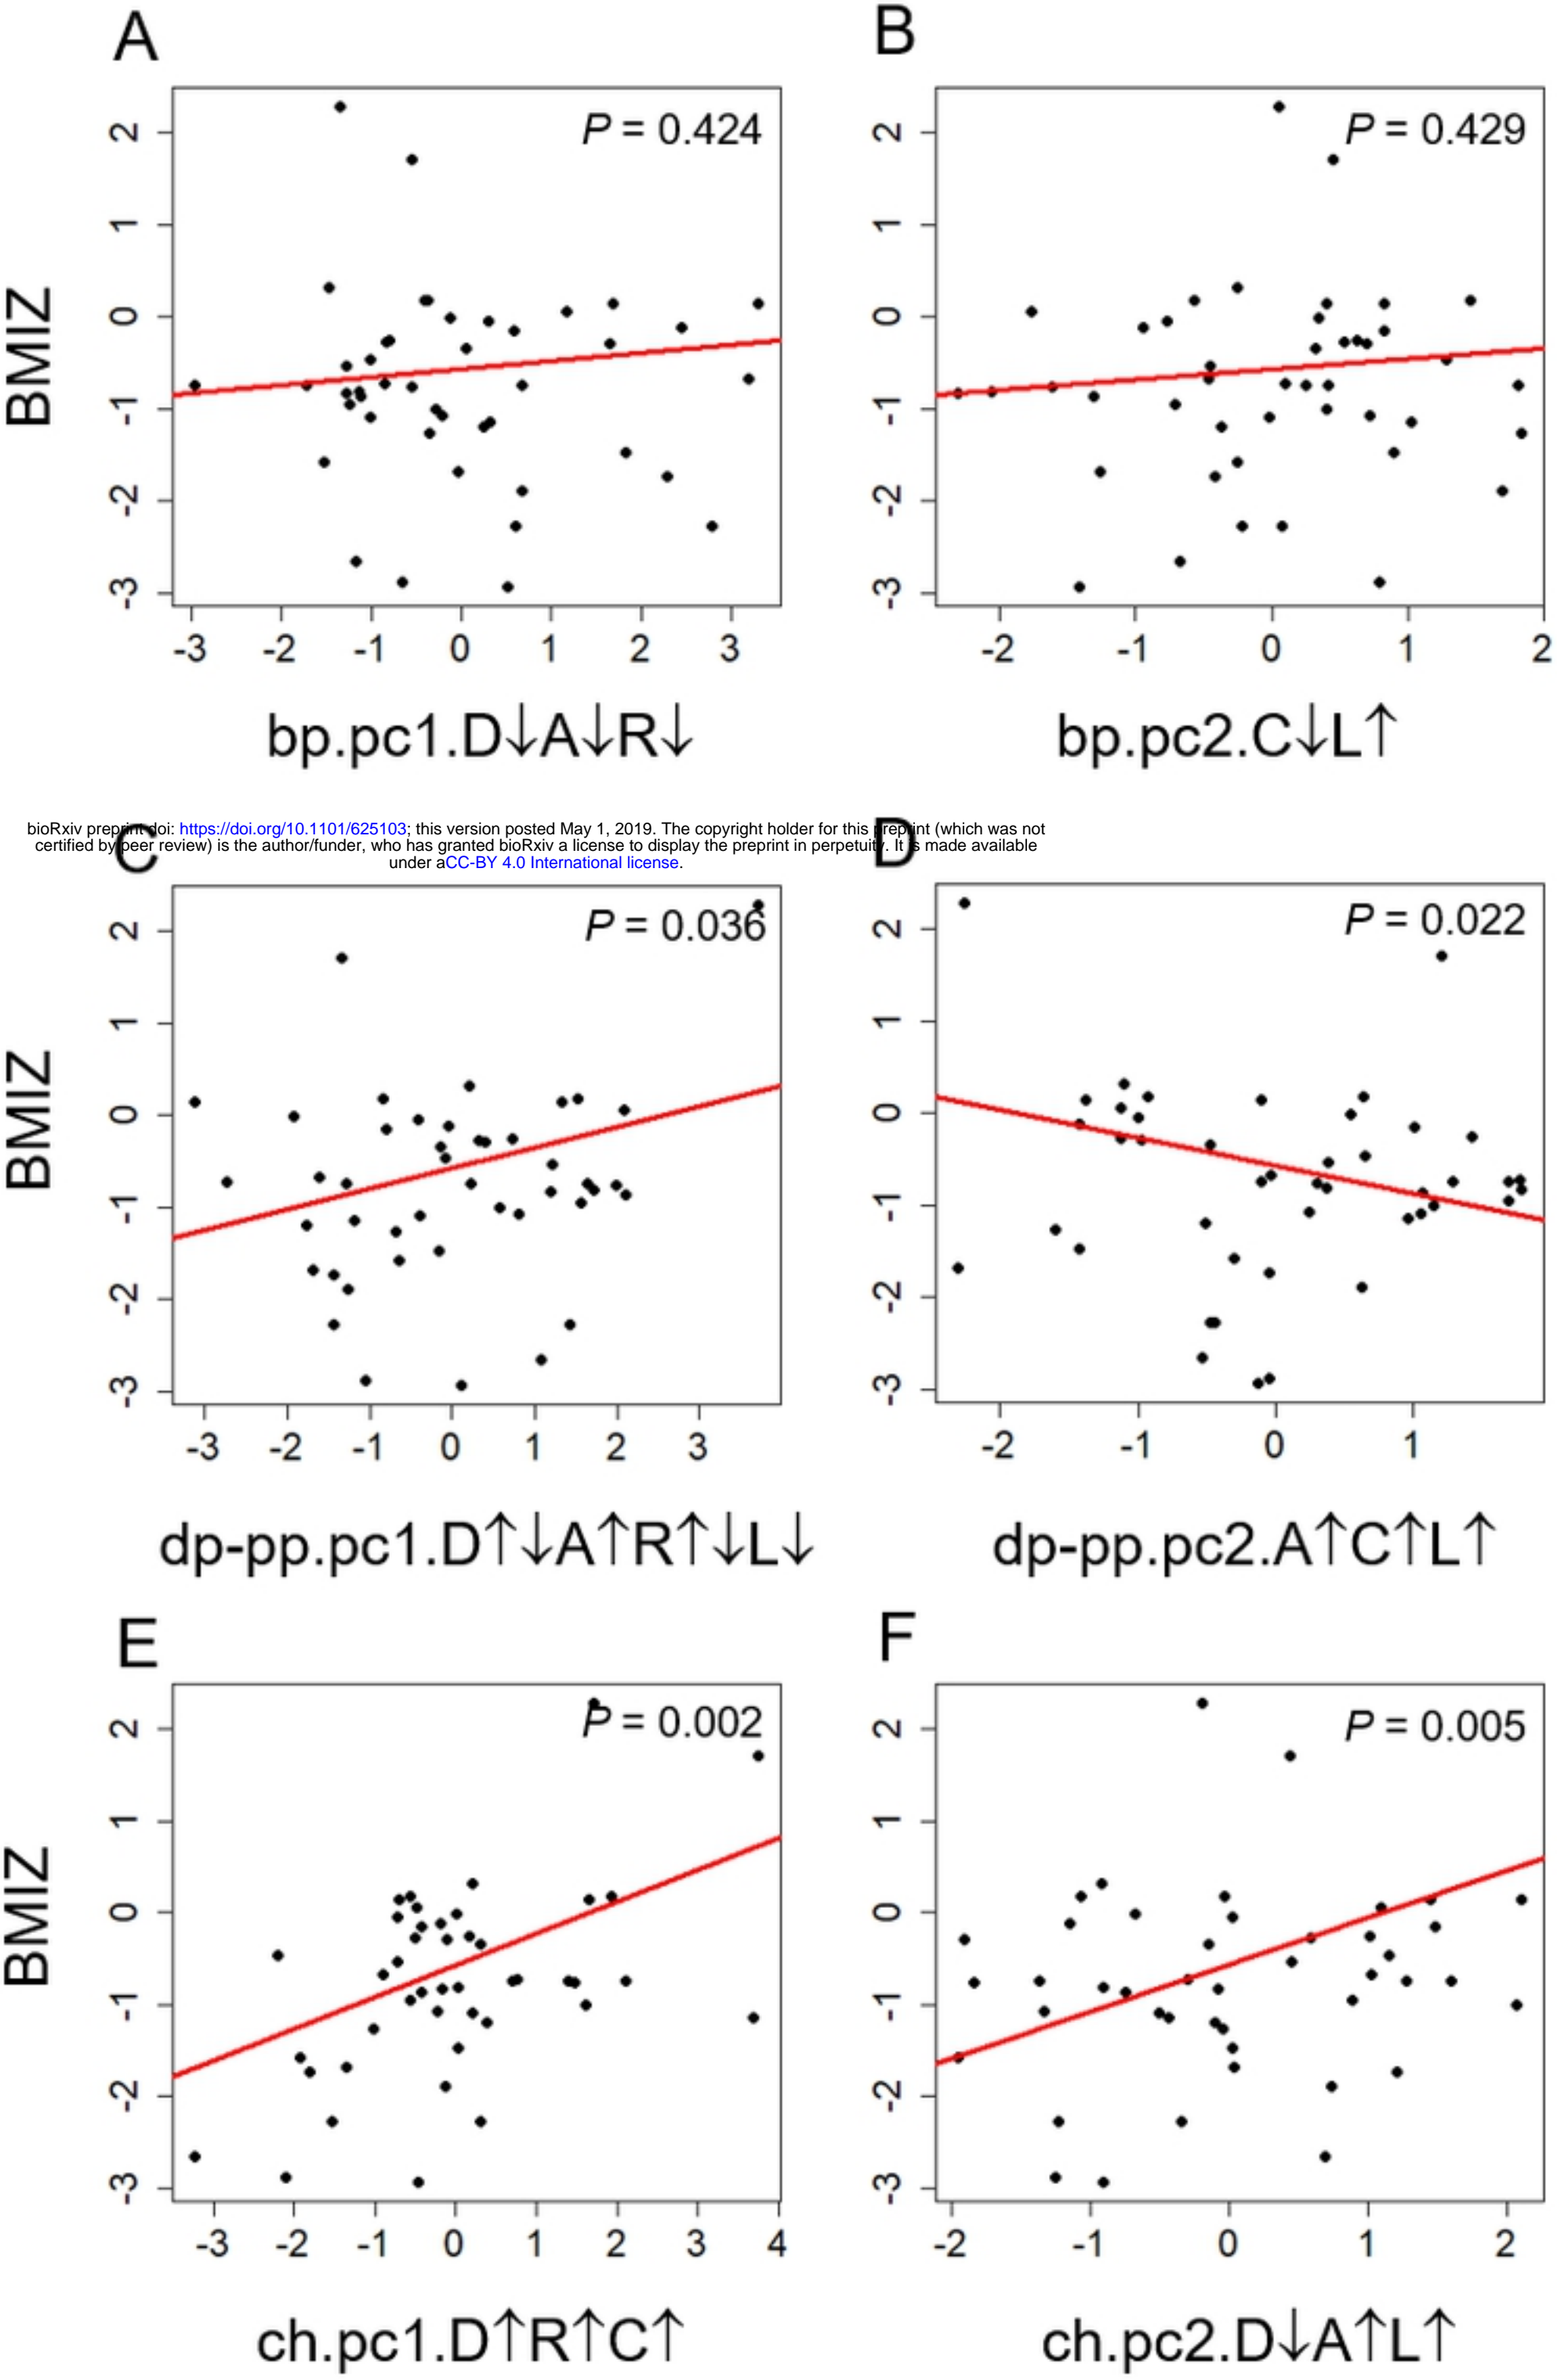 A
B
P = 0.424
P = 0.429
BMIZ
2
1
0
-1
-2
-3
2
1
0
-1
-2
-3
-3 -2 -1 0 1 2 3
-2 -1 0 1 2
bp.pc1.D↓A↓R↓
bp.pc2.C↓L↑
bioRxiv preprint doi: https://doi.org/10.1101/625103; this version posted May 1, 2019. The copyright holder for this preprint (which was not
certified by peer review) is the author/funder, who has granted bioRxiv a license to display the preprint in perpetuity. It is made available
under aCC-BY 4.0 International license.
C
D
P = 0.036
P = 0.022
BMIZ
2
1
0
-1
-2
-3
2
1
0
-1
-2
-3
-3 -2 -1 0 1 2 3
-2 -1 0 1
dp-pp.pc1.D↑↓A↑R↑↓L↓
dp-pp.pc2.A↑C↑L↑
E
F
P = 0.002
P = 0.005
BMIZ
2
1
0
-1
-2
-3
2
1
0
-1
-2
-3
-3 -2 -1 0 1 2 3 4
-2 -1 0 1 2
ch.pc1.D↑R↑C↑
ch.pc2.D↓A↑L↑